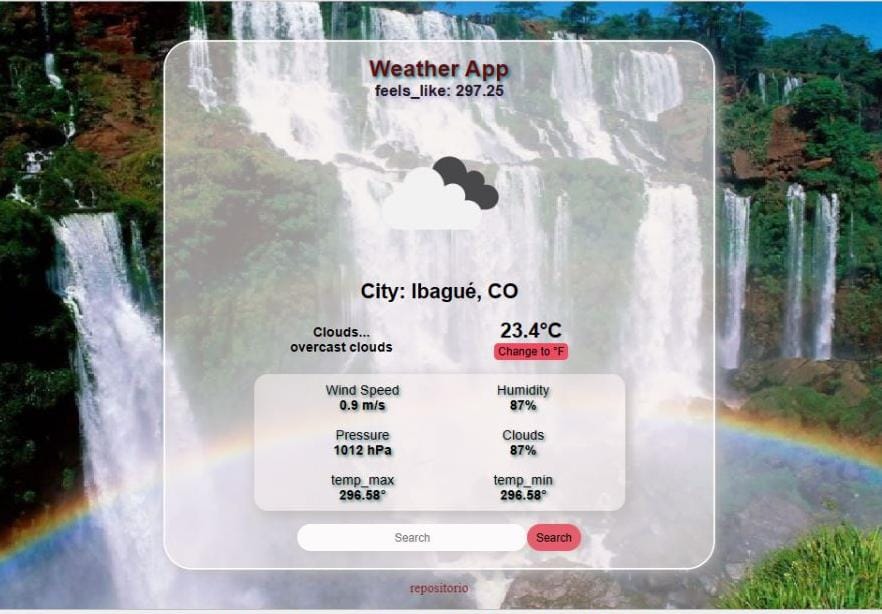 Weather App
feels_like: 297.25
City: Ibagué, CO
Clouds...
overcast clouds
23.4°C
Change to °F
Wind Speed
0.9 m/s
Humidity
87%
Pressure
1012 hPa
Clouds
87%
temp_max
296.58°
temp_min
296.58°
Search
Search
repositorio